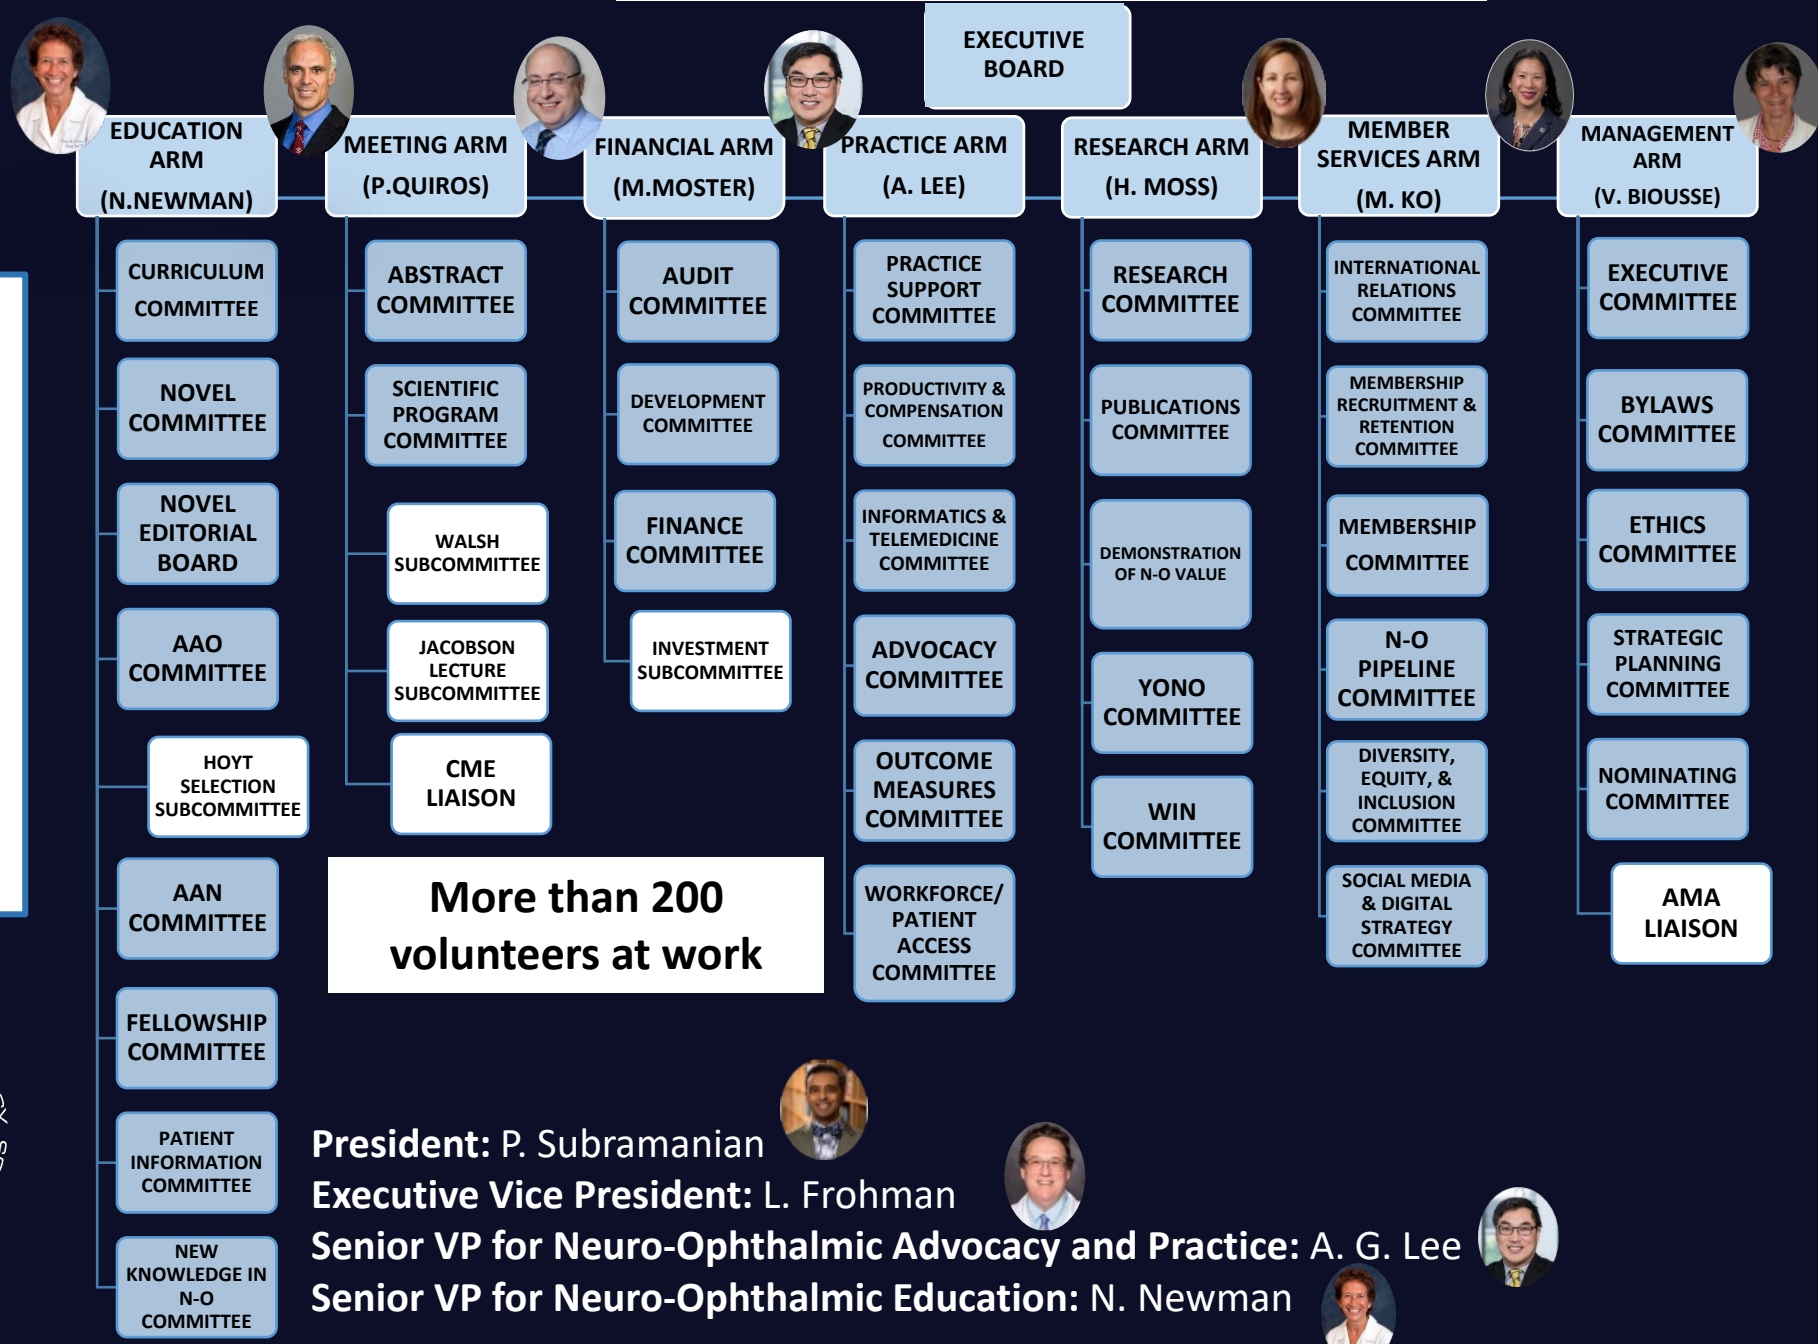 EXECUTIVE
BOARD
EDUCATION
ARM
(N.NEWMAN)
MEETING ARM
(P.QUIROS)
FINANCIAL ARM
(M.MOSTER)
PRACTICE ARM
(A. LEE)
RESEARCH ARM
(H. MOSS)
MEMBER
SERVICES ARM
(M. KO)
MANAGEMENT
ARM
(V. BIOUSSE)
CURRICULUM
COMMITTEE
NOVEL
COMMITTEE
NOVEL
EDITORIAL
BOARD
AAO
COMMITTEE
HOYT
SELECTION
SUBCOMMITTEE
AAN
COMMITTEE
FELLOWSHIP
COMMITTEE
PATIENT
INFORMATION
COMMITTEE
NEW
KNOWLEDGE IN
N-O
COMMITTEE
ABSTRACT
COMMITTEE
SCIENTIFIC
PROGRAM
COMMITTEE
WALSH
SUBCOMMITTEE
JACOBSON
LECTURE
SUBCOMMITTEE
CME
LIAISON
AUDIT
COMMITTEE
DEVELOPMENT
COMMITTEE
FINANCE
COMMITTEE
INVESTMENT
SUBCOMMITTEE
PRACTICE
SUPPORT
COMMITTEE
PRODUCTIVITY &
COMPENSATION
COMMITTEE
INFORMATICS &
TELEMEDICINE
COMMITTEE
ADVOCACY
COMMITTEE
OUTCOME
MEASURES
COMMITTEE
WORKFORCE/
PATIENT
ACCESS
COMMITTEE
RESEARCH
COMMITTEE
PUBLICATIONS
COMMITTEE
DEMONSTRATION
OF N-O VALUE
YONO
COMMITTEE
WIN
COMMITTEE
INTERNATIONAL
RELATIONS
COMMITTEE
MEMBERSHIP
RECRUITMENT &
RETENTION
COMMITTEE
MEMBERSHIP
COMMITTEE
N-O
PIPELINE
COMMITTEE
DIVERSITY,
EQUITY, &
INCLUSION
COMMITTEE
SOCIAL MEDIA
& DIGITAL
STRATEGY
COMMITTEE
EXECUTIVE
COMMITTEE
BYLAWS
COMMITTEE
ETHICS
COMMITTEE
STRATEGIC
PLANNING
COMMITTEE
NOMINATING
COMMITTEE
AMA
LIAISON
More than 200
volunteers at work
President: P. Subramanian
Executive Vice President: L. Frohman
Senior VP for Neuro-Ophthalmic Advocacy and Practice: A. G. Lee
Senior VP for Neuro-Ophthalmic Education: N. Newman